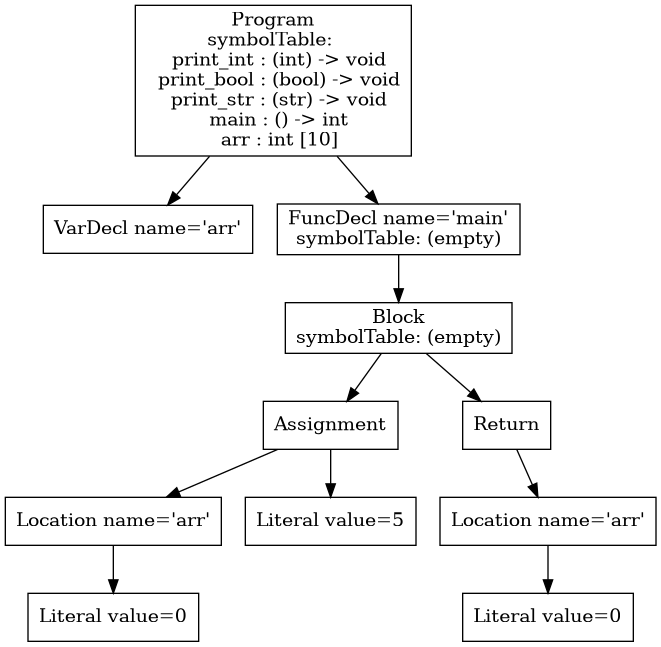 Program
symbolTable:
print_int : (int) -> void
print_bool : (bool) -> void
print_str : (str) -> void
main : () -> int
arr : int [10]
VarDecl name='arr'
FuncDecl name='main'
symbolTable: (empty)
Block
symbolTable: (empty)
Assignment
Return
Location name='arr'
Literal value=5
Location name='arr'
Literal value=0
Literal value=0